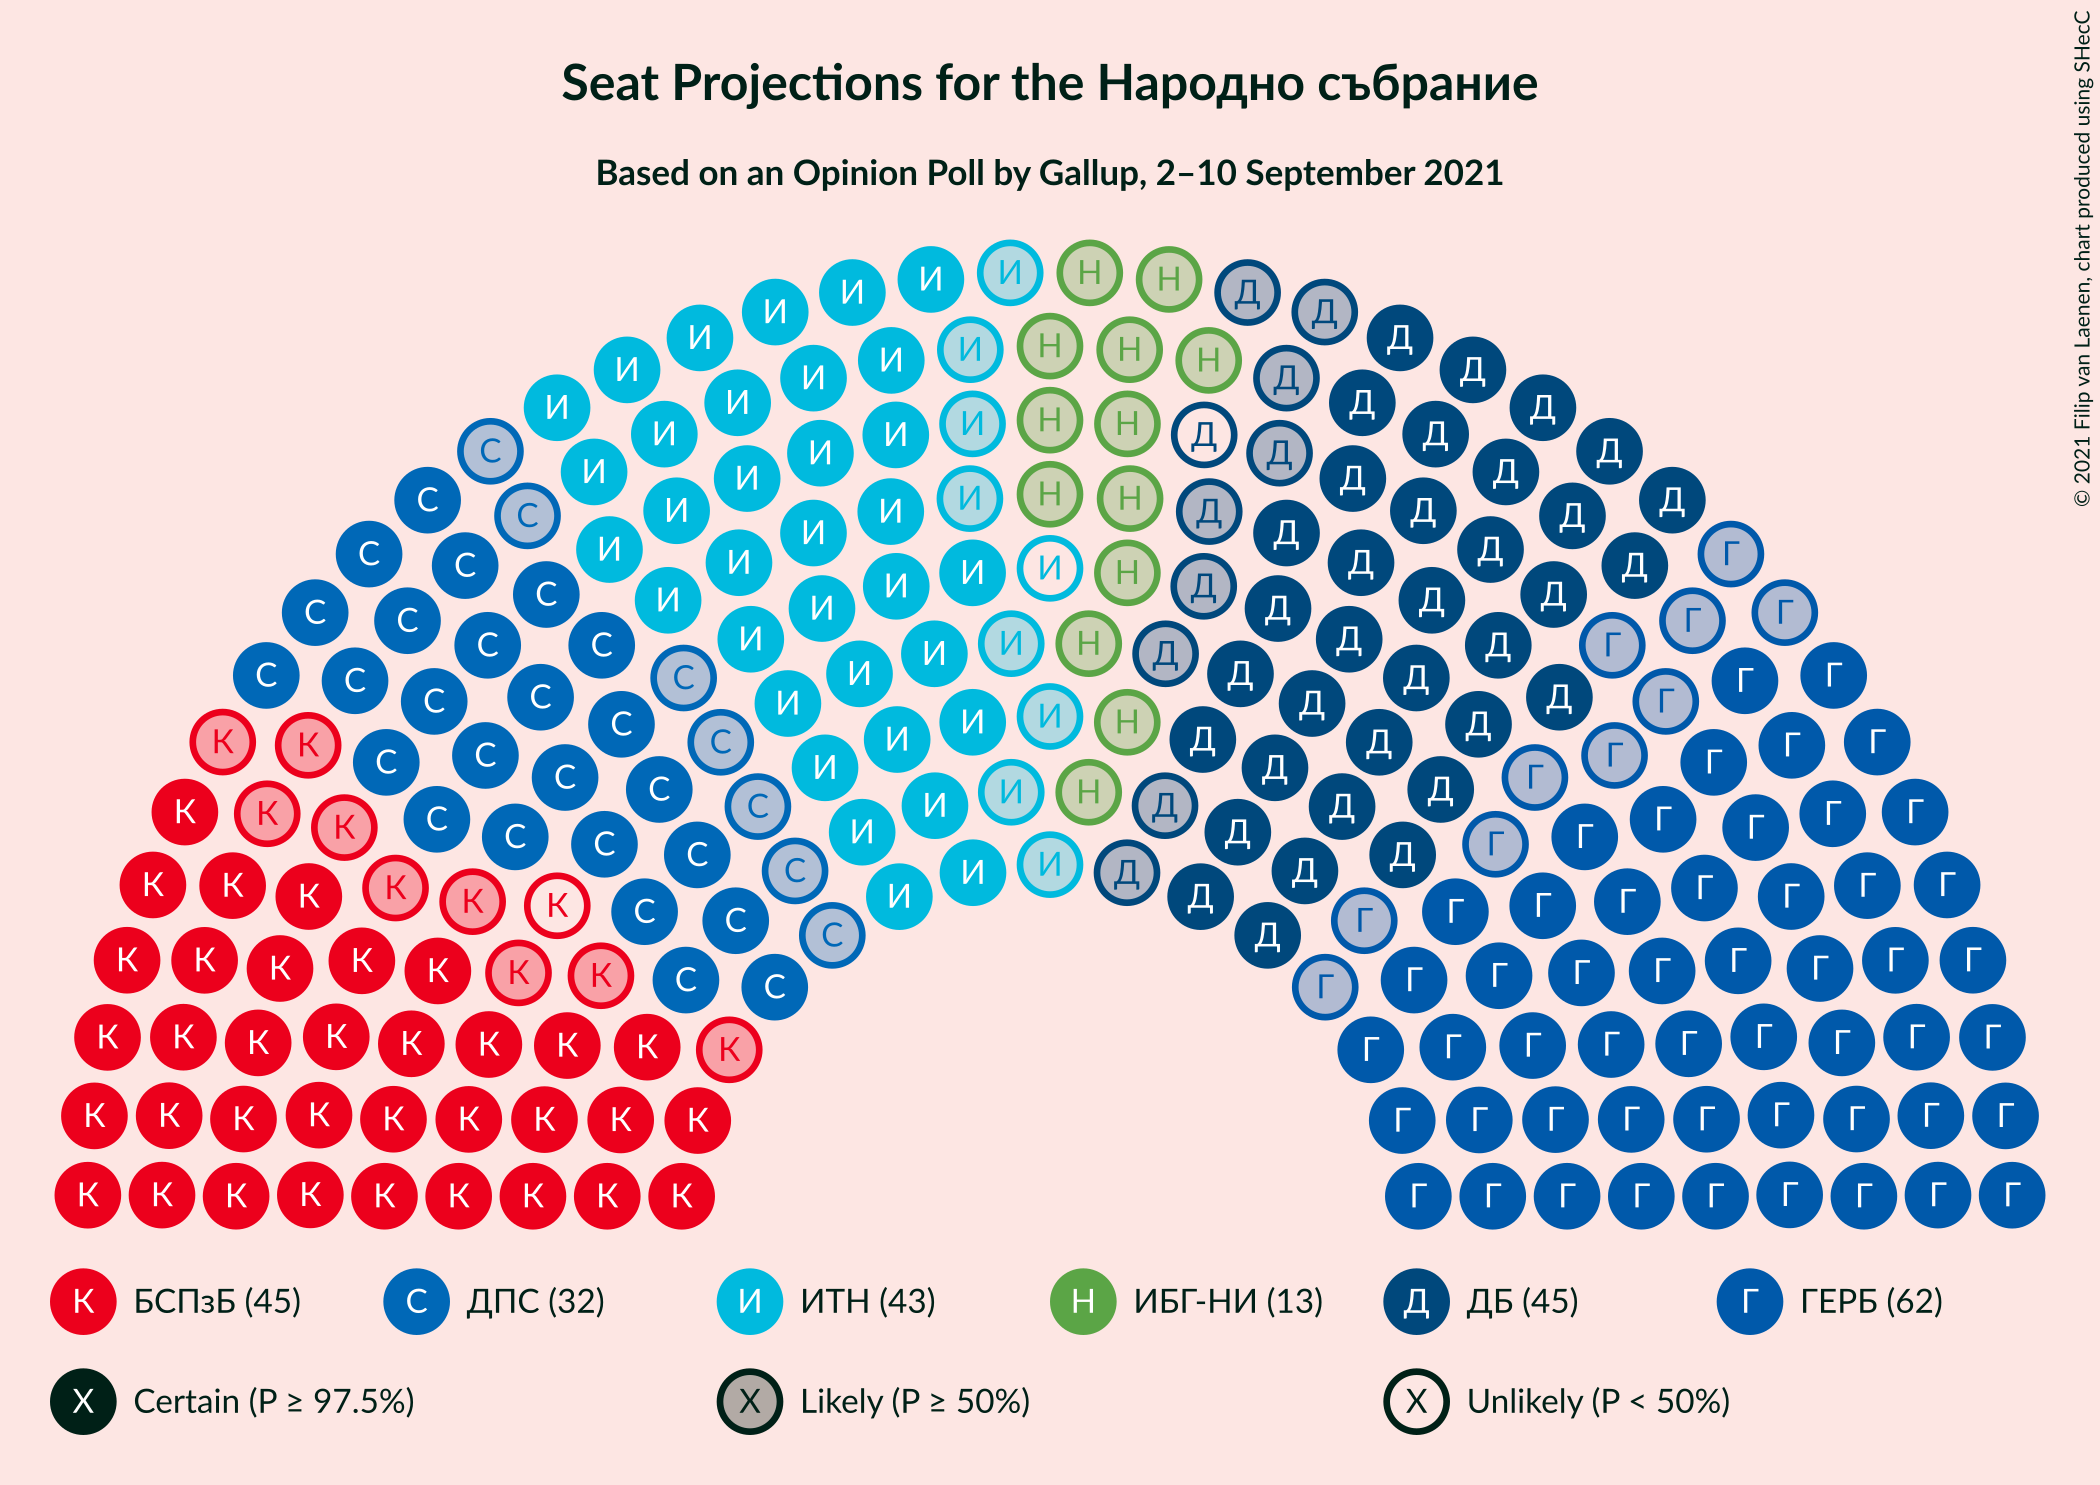 Seat Projections for the Народно събрание
Based on an Opinion Poll by Gallup, 2–10 September 2021
© 2021 Filip van Laenen, chart produced using SHecC
И И Н Н Д Д
И И И И Н Н Н Д Д Д
К БСПзБ (45) С ДПС (32) И ИТН (43) Н ИБГ-НИ (13) Д ДБ (45) Г ГЕРБ (62)
X Certain (P ≥ 97.5%) X Likely (P ≥ 50%) X Unlikely (P < 50%)